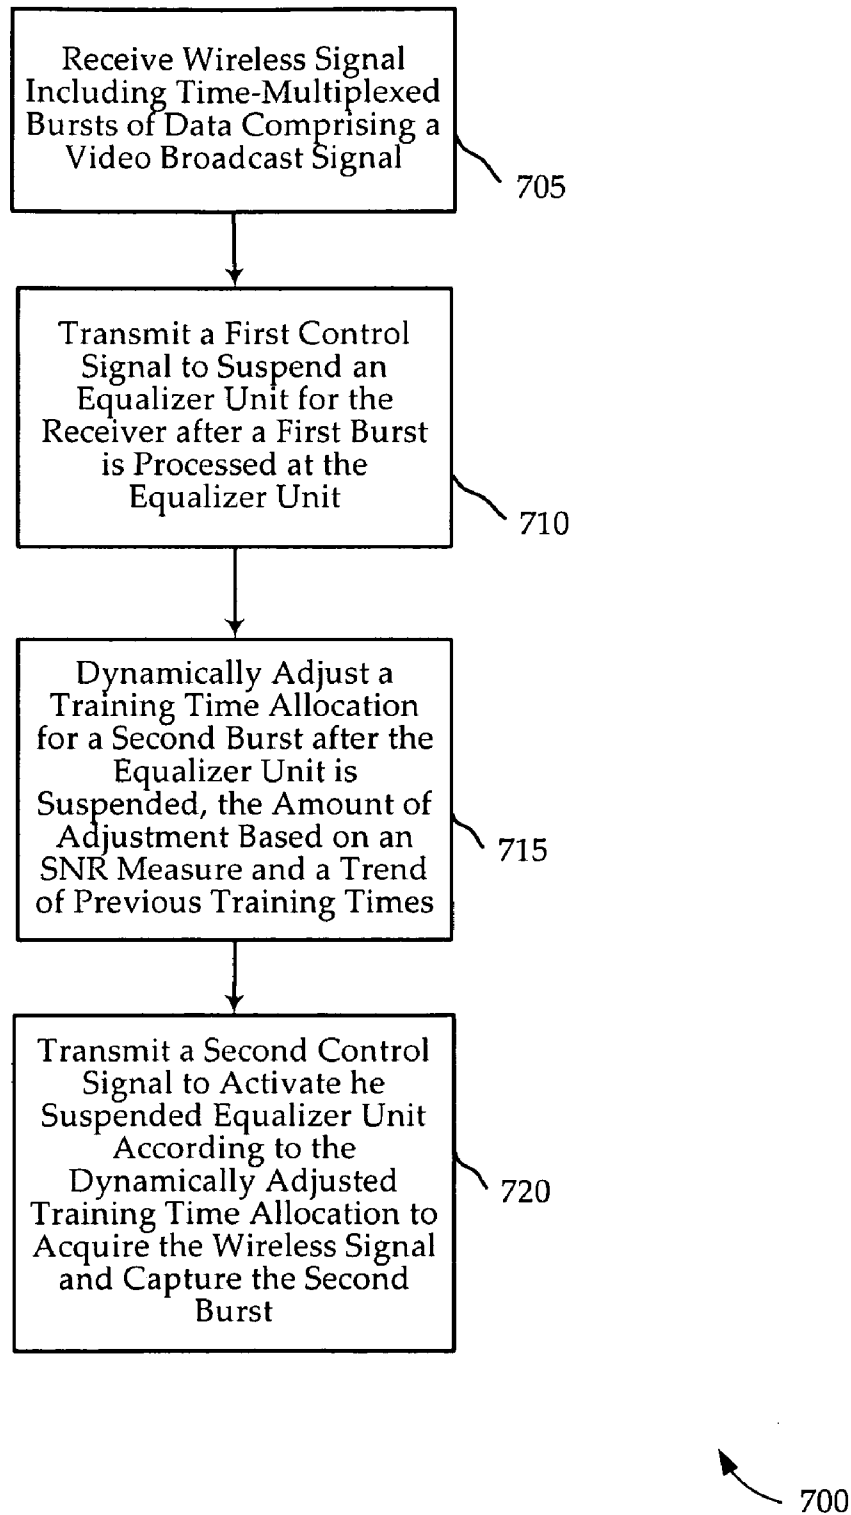 Receive Wireless Signal
Including Time-Multiplexed
Bursts of Data Comprising a
Video Broadcast Signal
705
Transmit a First Control
Signal to Suspend an
Equalizer Unit for the
Receiver after a First Burst
is Processed at the
Equalizer Unit
710
Dynamically Adjust a
Training Time Allocation
for a Second Burst after the
Equalizer Unit is
Suspended, the Amount of
Adjustment Based on an
SNR Measure and a Trend
of Previous Training Times
715
Transmit a Second Control
Signal to Activate he
Suspended Equalizer Unit
According to the
Dynamically Adjusted
Training Time Allocation to
Acquire the Wireless Signal
and Capture the Second
Burst
720
700